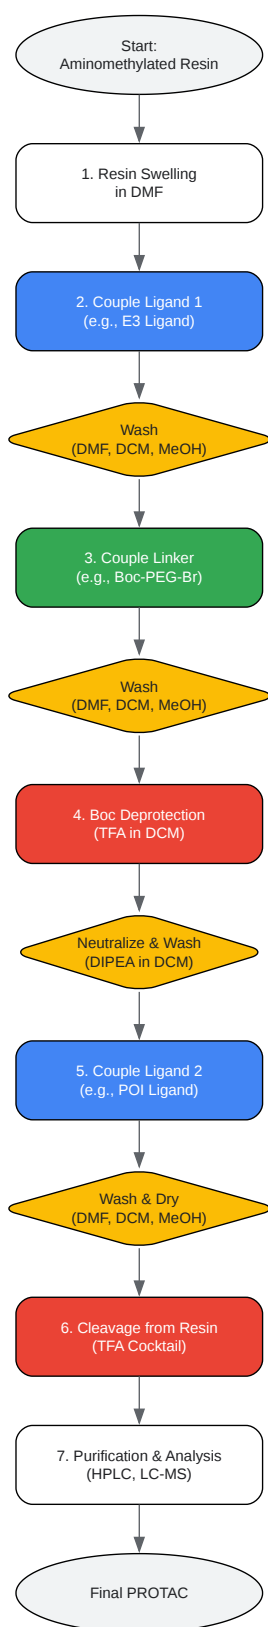 Start:
Aminomethylated Resin
1. Resin Swelling
in DMF
2. Couple Ligand 1
(e.g., E3 Ligand)
Wash
(DMF, DCM, MeOH)
3. Couple Linker
(e.g., Boc-PEG-Br)
Wash
(DMF, DCM, MeOH)
4. Boc Deprotection
(TFA in DCM)
Neutralize & Wash
(DIPEA in DCM)
5. Couple Ligand 2
(e.g., POI Ligand)
Wash & Dry
(DMF, DCM, MeOH)
6. Cleavage from Resin
(TFA Cocktail)
7. Purification & Analysis
(HPLC, LC-MS)
Final PROTAC